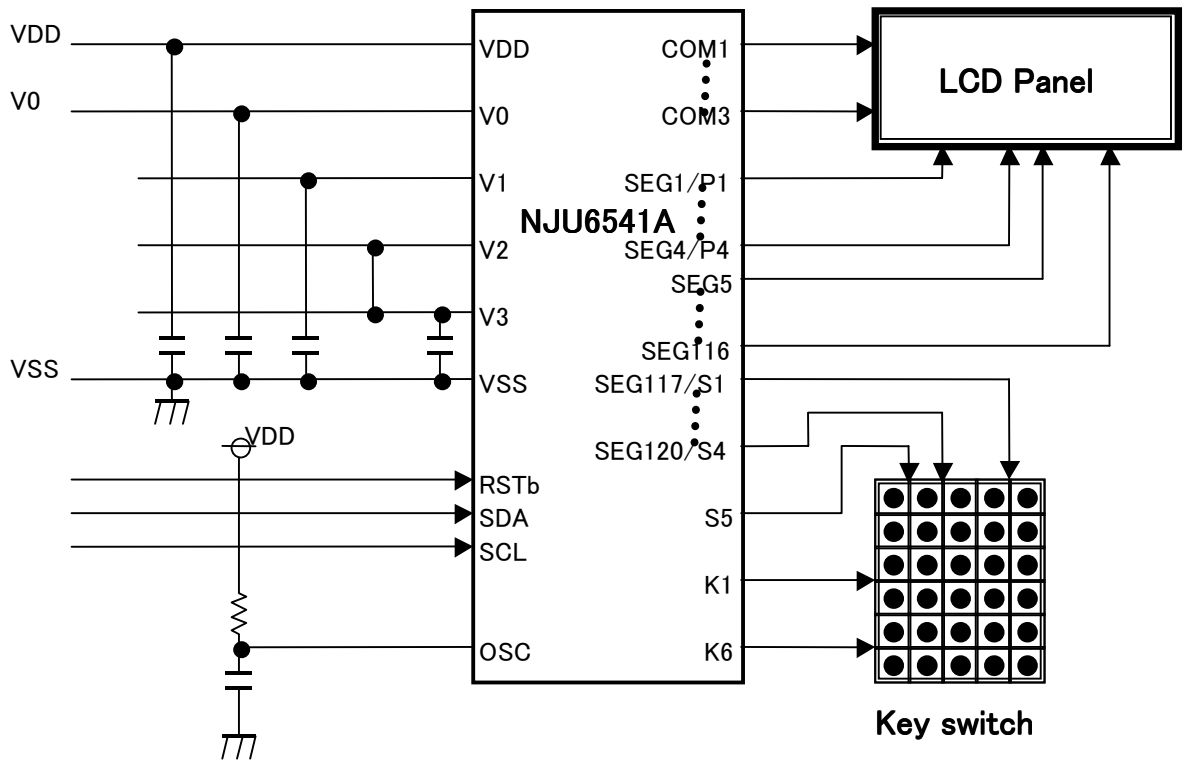 VDD
V0
VSS
VDD
VDD
V0
V1
V2
V3
VSS
RSTb
SDA
SCL
OSC
NJU6541A
COM1
COM3
SEG1/P1
SEG4/P4
SEG5
SEG116
SEG117/S1
SEG120/S4
S5
K1
K6
LCD Panel
Key switch